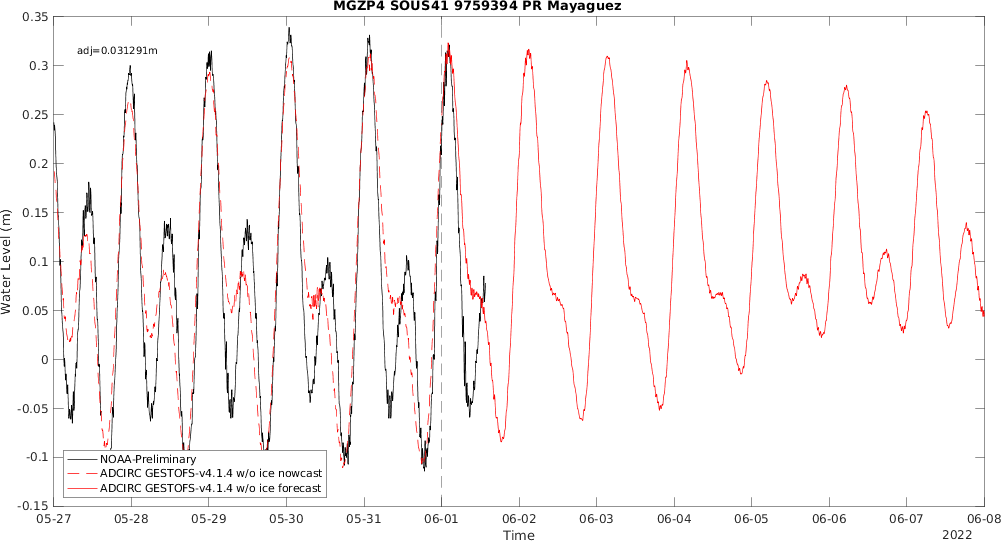 MGZP4 SOUS41 9759394 PR Mayaguez
adj=0.031291m
0.35
0.3
0.25
0.2
0.15
0.1
0.05
0
-0.05
-0.1
-0.15
Water Level (m)
NOAA-Preliminary
ADCIRC GESTOFS-v4.1.4 w/o ice nowcast
ADCIRC GESTOFS-v4.1.4 w/o ice forecast
05-27 05-28 05-29 05-30 05-31 06-01 06-02 06-03 06-04 06-05 06-06 06-07 06-08
Time
2022